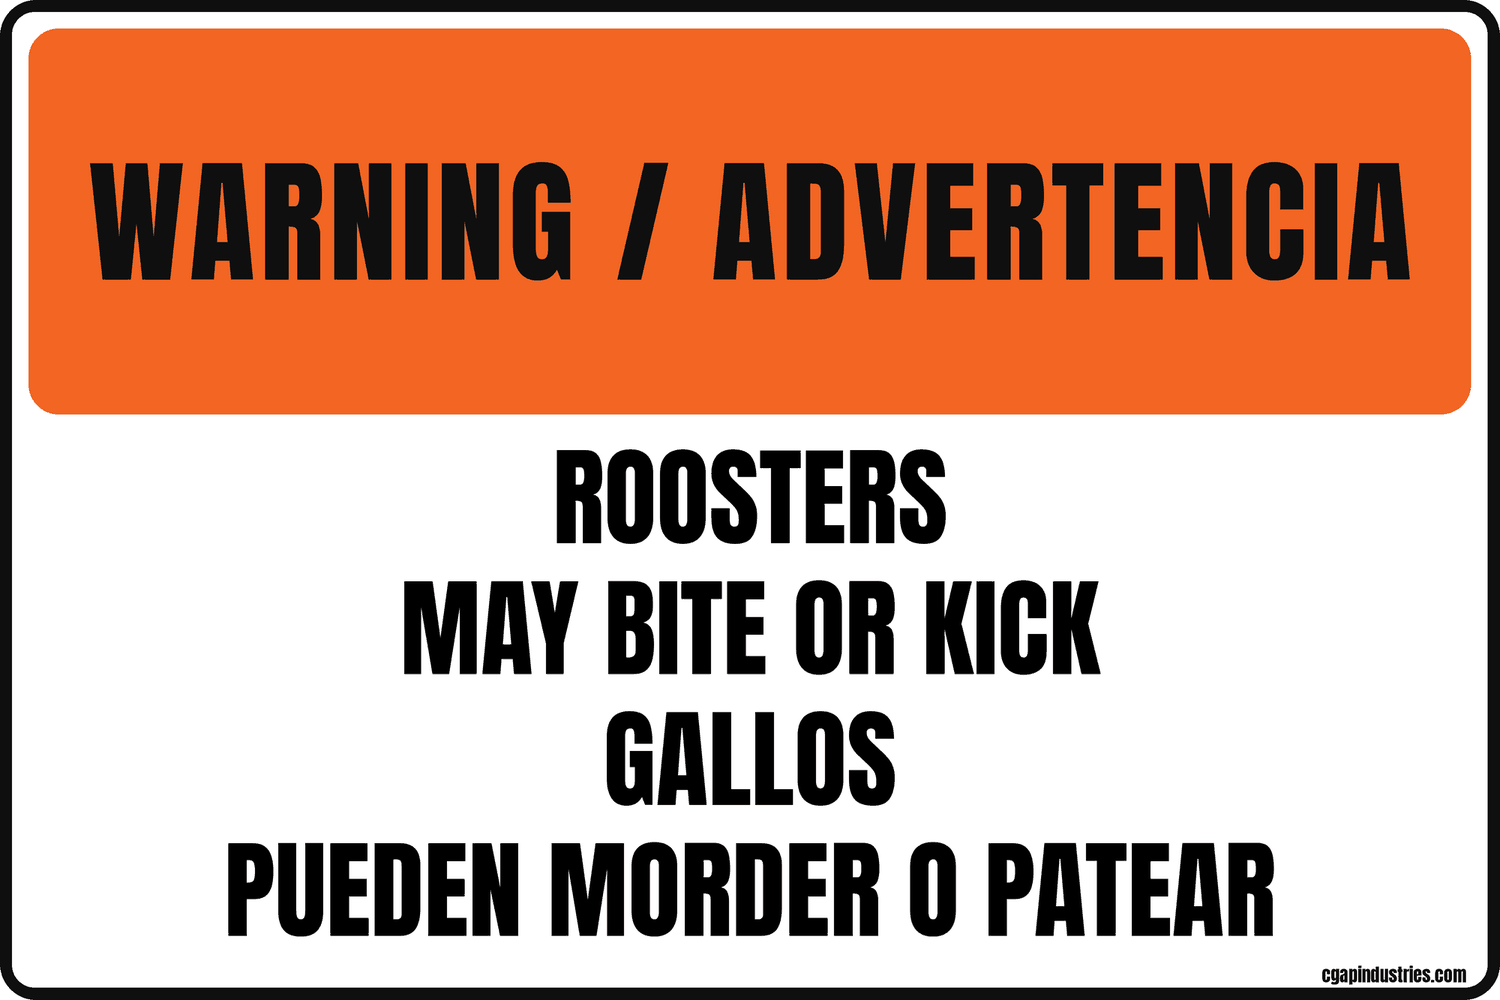 WARNING / ADVERTENCIA
ROOSTERS
MAY BITE OR KICK
GALLOS
PUEDEN MORDER O PATEAR
cgapindustries.com